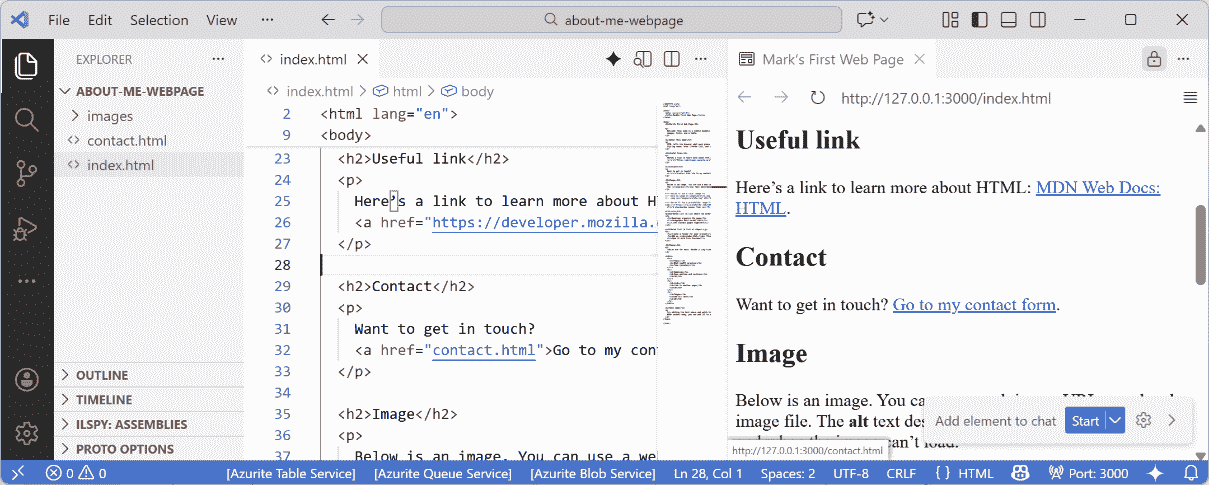 File Edit Selection View ··· about-me-webpage
EXPLORER ···
ABOUT-ME-WEBPAGE
images
contact.html
index.html
OUTLINE
TIMELINE
ILSPY: ASSEMBLIES
PROTO OPTIONS
index.html
index.html > html > body
2 <html lang="en">
9 <body>
23 <h2>Useful link</h2>
24 <p>
25 Here’s a link to learn more about HT
26 <a href="https://developer.mozilla.
27 </p>
28
29 <h2>Contact</h2>
30 <p>
31 Want to get in touch?
32 <a href="contact.html">Go to my con
33 </p>
34
35 <h2>Image</h2>
36 <p>
37 Below is an image. You can use a we
Mark's First Web Page
http://127.0.0.1:3000/index.html
Useful link
Here’s a link to learn more about HTML: MDN Web Docs:
HTML.
Contact
Want to get in touch? Go to my contact form.
Image
Below is an image. You can
image file. The alt text des
can’t load.
Add element to chat Start
http://127.0.0.1:3000/contact.html
0 0 [Azurite Table Service] [Azurite Queue Service] [Azurite Blob Service] Ln 28, Col 1 Spaces: 2 UTF-8 CRLF { } HTML Port: 3000